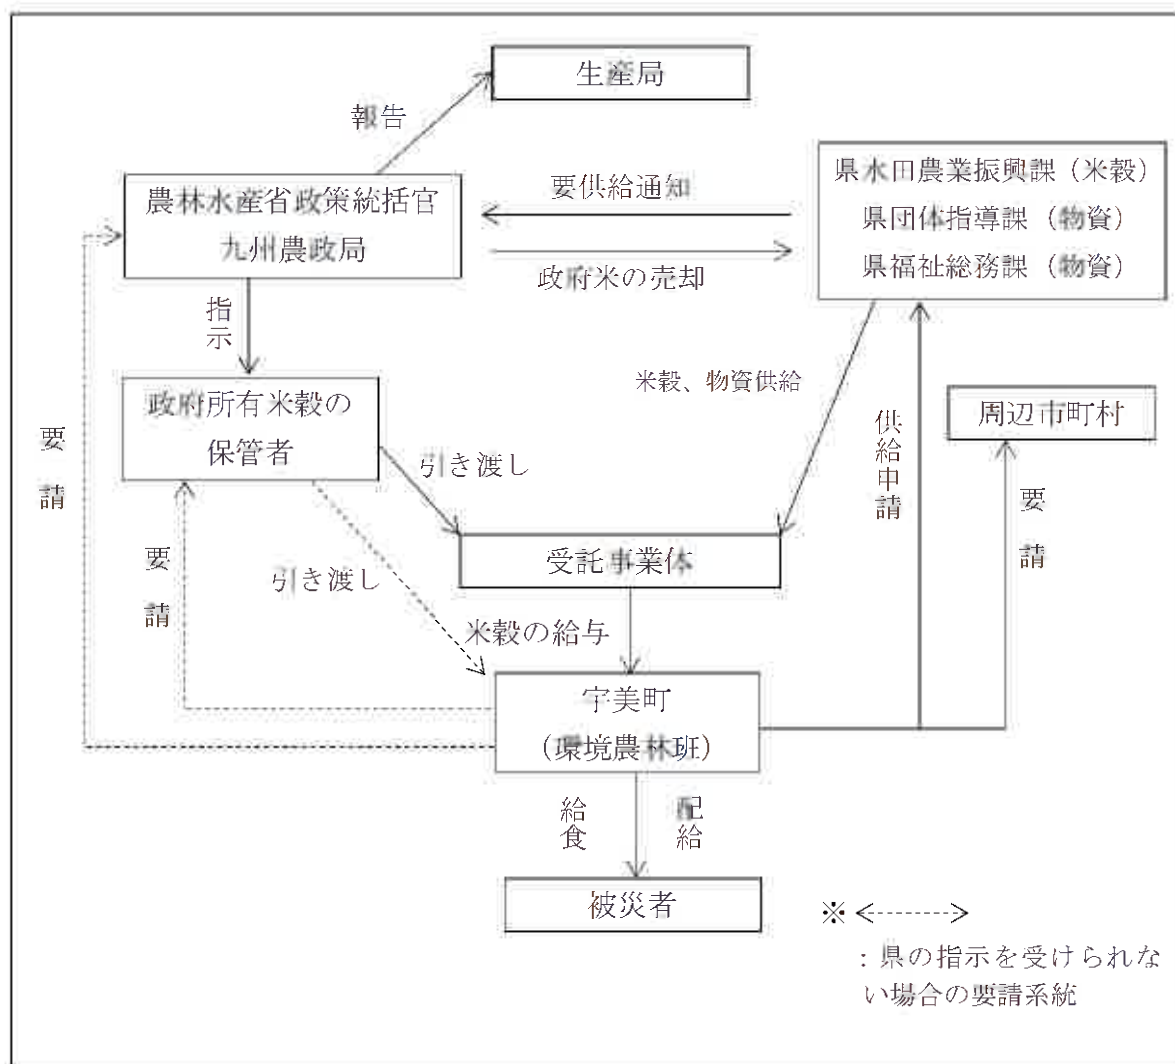 生産局
報告
農林水産省政策統括官
九州農政局
要供給通知
政府米の売却
県水田農業振興課（米穀）
県団体指導課（物資）
県福祉総務課（物資）
指示
政府所有米穀の
保管者
米穀、物資供給
周辺市町村
要請
引き渡し
供給申請
要請
受託事業体
要請
引き渡し
米穀の給与
宇美町
（環境農林班）
給食
配給
被災者
※
：県の指示を受けられな
い場合の要請系統